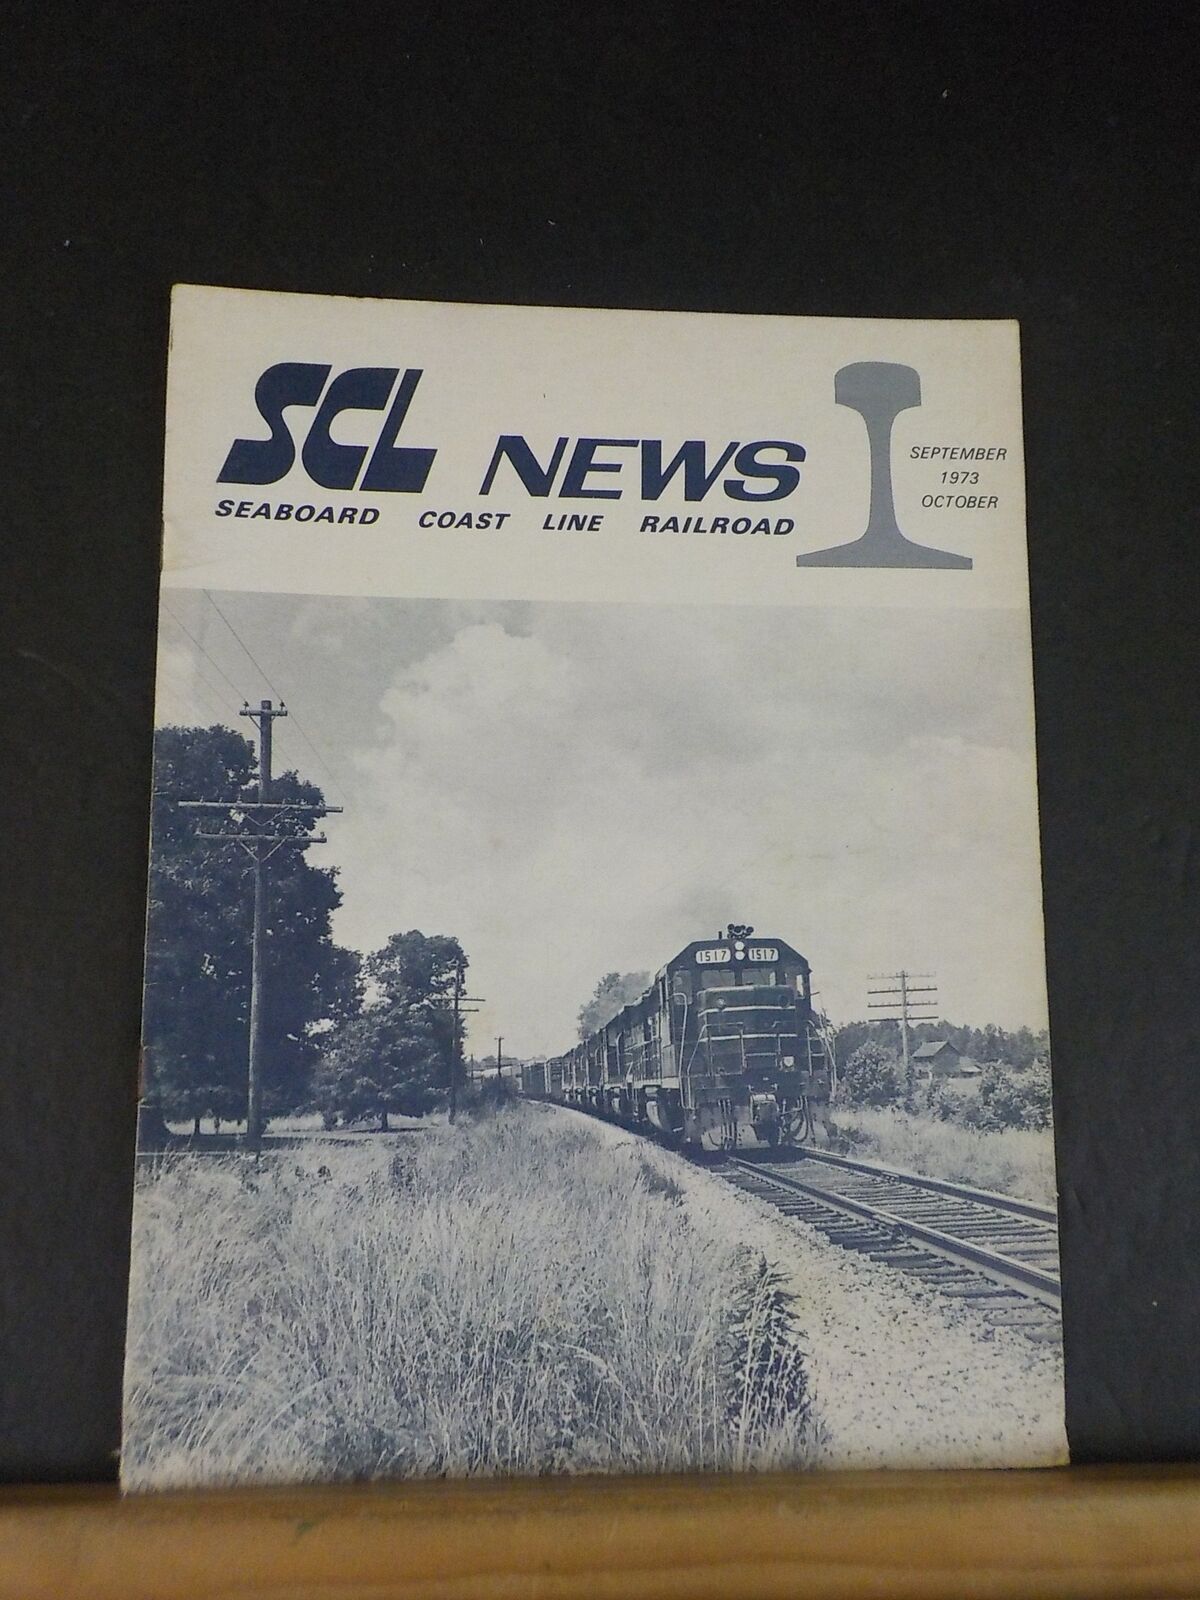 SCL NEWS
SEABOARD COAST LINE RAILROAD
SEPTEMBER
1973
OCTOBER
1517 1517